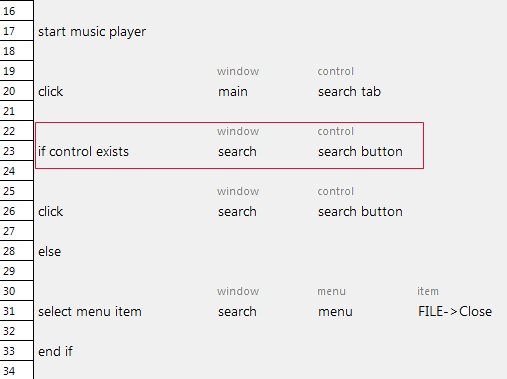 16
17 start music player
18
19 window control
20 click main search tab
21
22 window control
23 if control exists search search button
24
25 window control
26 click search search button
27
28 else
29
30 window menu item
31 select menu item search menu FILE->Close
32
33 end if
34